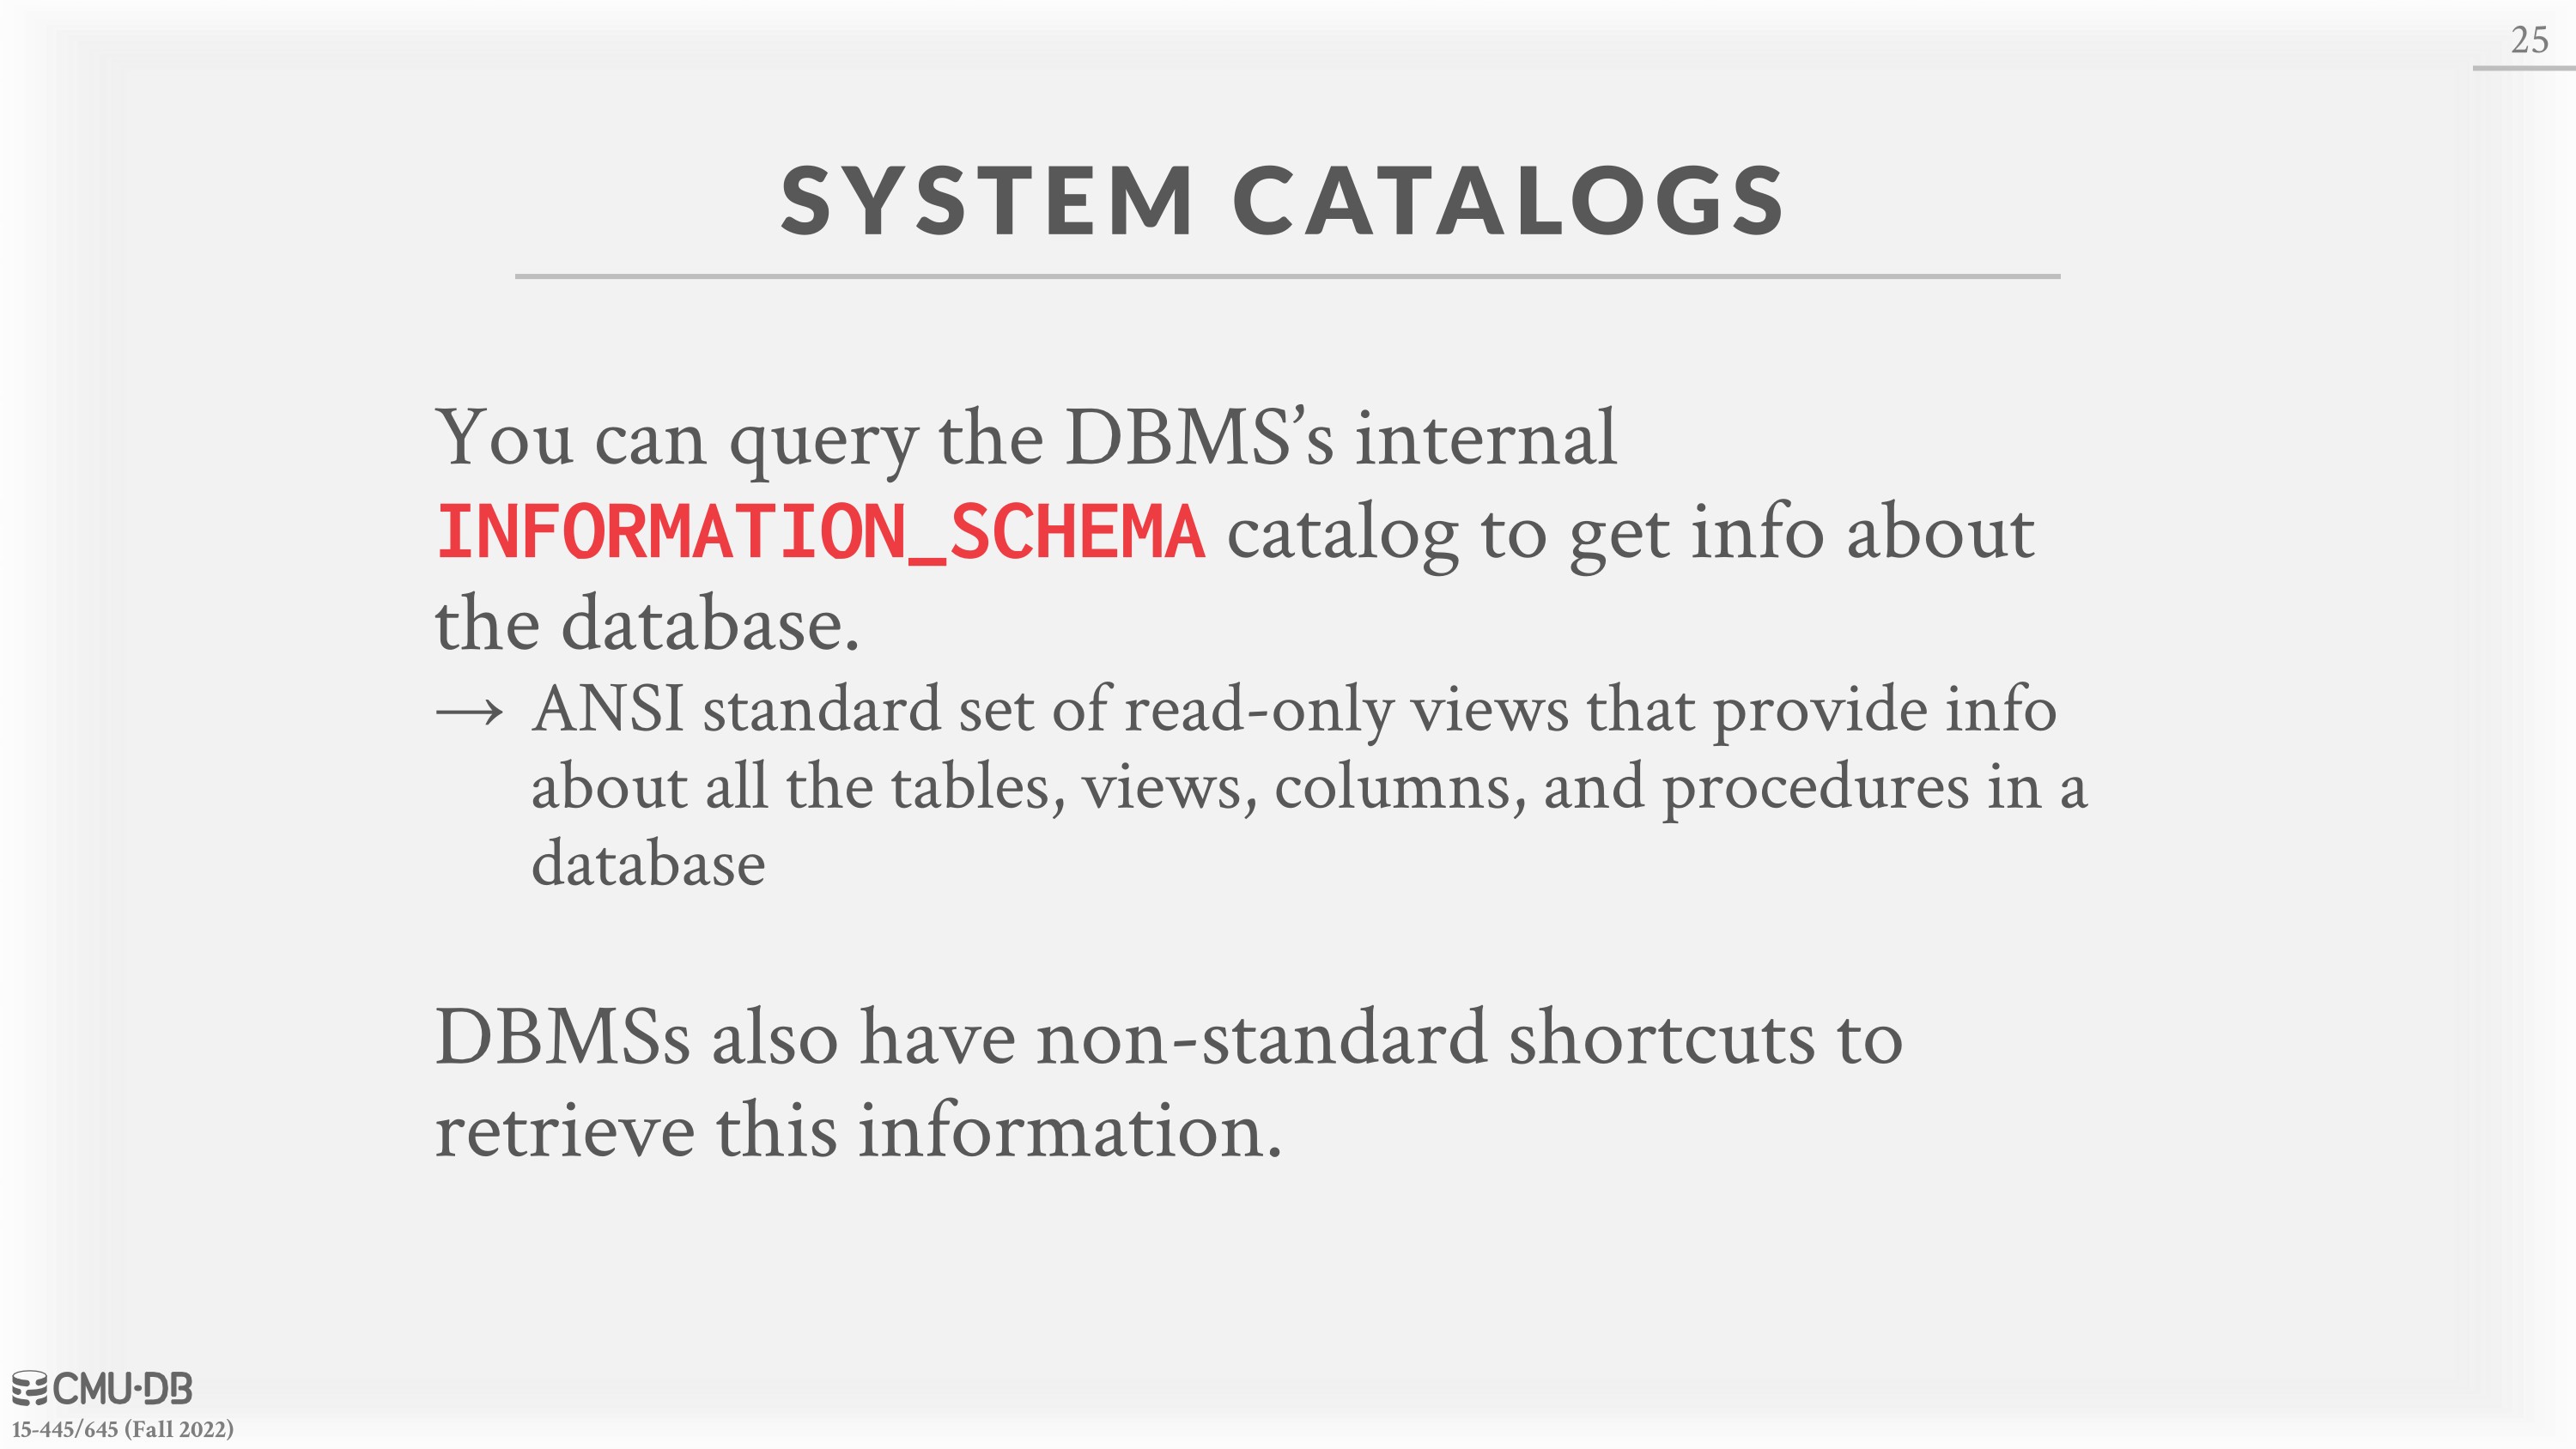 25
SYSTEM CATALOGS
You can query the DBMS’s internal
INFORMATION_SCHEMA catalog to get info about
the database.
→ ANSI standard set of read-only views that provide info
about all the tables, views, columns, and procedures in a
database
DBMSs also have non-standard shortcuts to
retrieve this information.
CMU·DB
15-445/645 (Fall 2022)